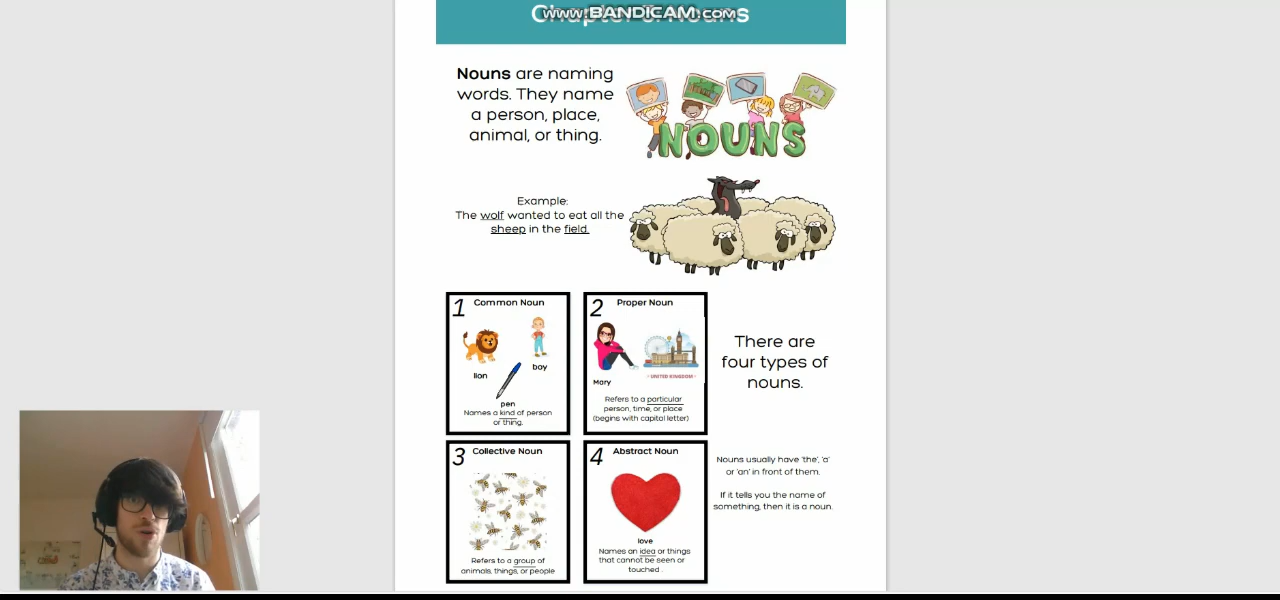 www.BANDICAM.com
Nouns
Nouns are naming
words. They name
a person, place,
animal, or thing.
NOUNS
Example:
The wolf wanted to eat all the
sheep in the field.
1 Common Noun
lion
boy
pen
Names a kind of person
or thing.
2 Proper Noun
Mary
UNITED KINGDOM
Refers to a particular
person, time, or place
(begins with capital letter)
There are
four types of
nouns.
3 Collective Noun
Refers to a group of
animals, things, or people
4 Abstract Noun
love
Names an idea or things
that cannot be seen or
touched.
Nouns usually have 'the', 'a'
or 'an' in front of them.
If it tells you the name of
something, then it is a noun.